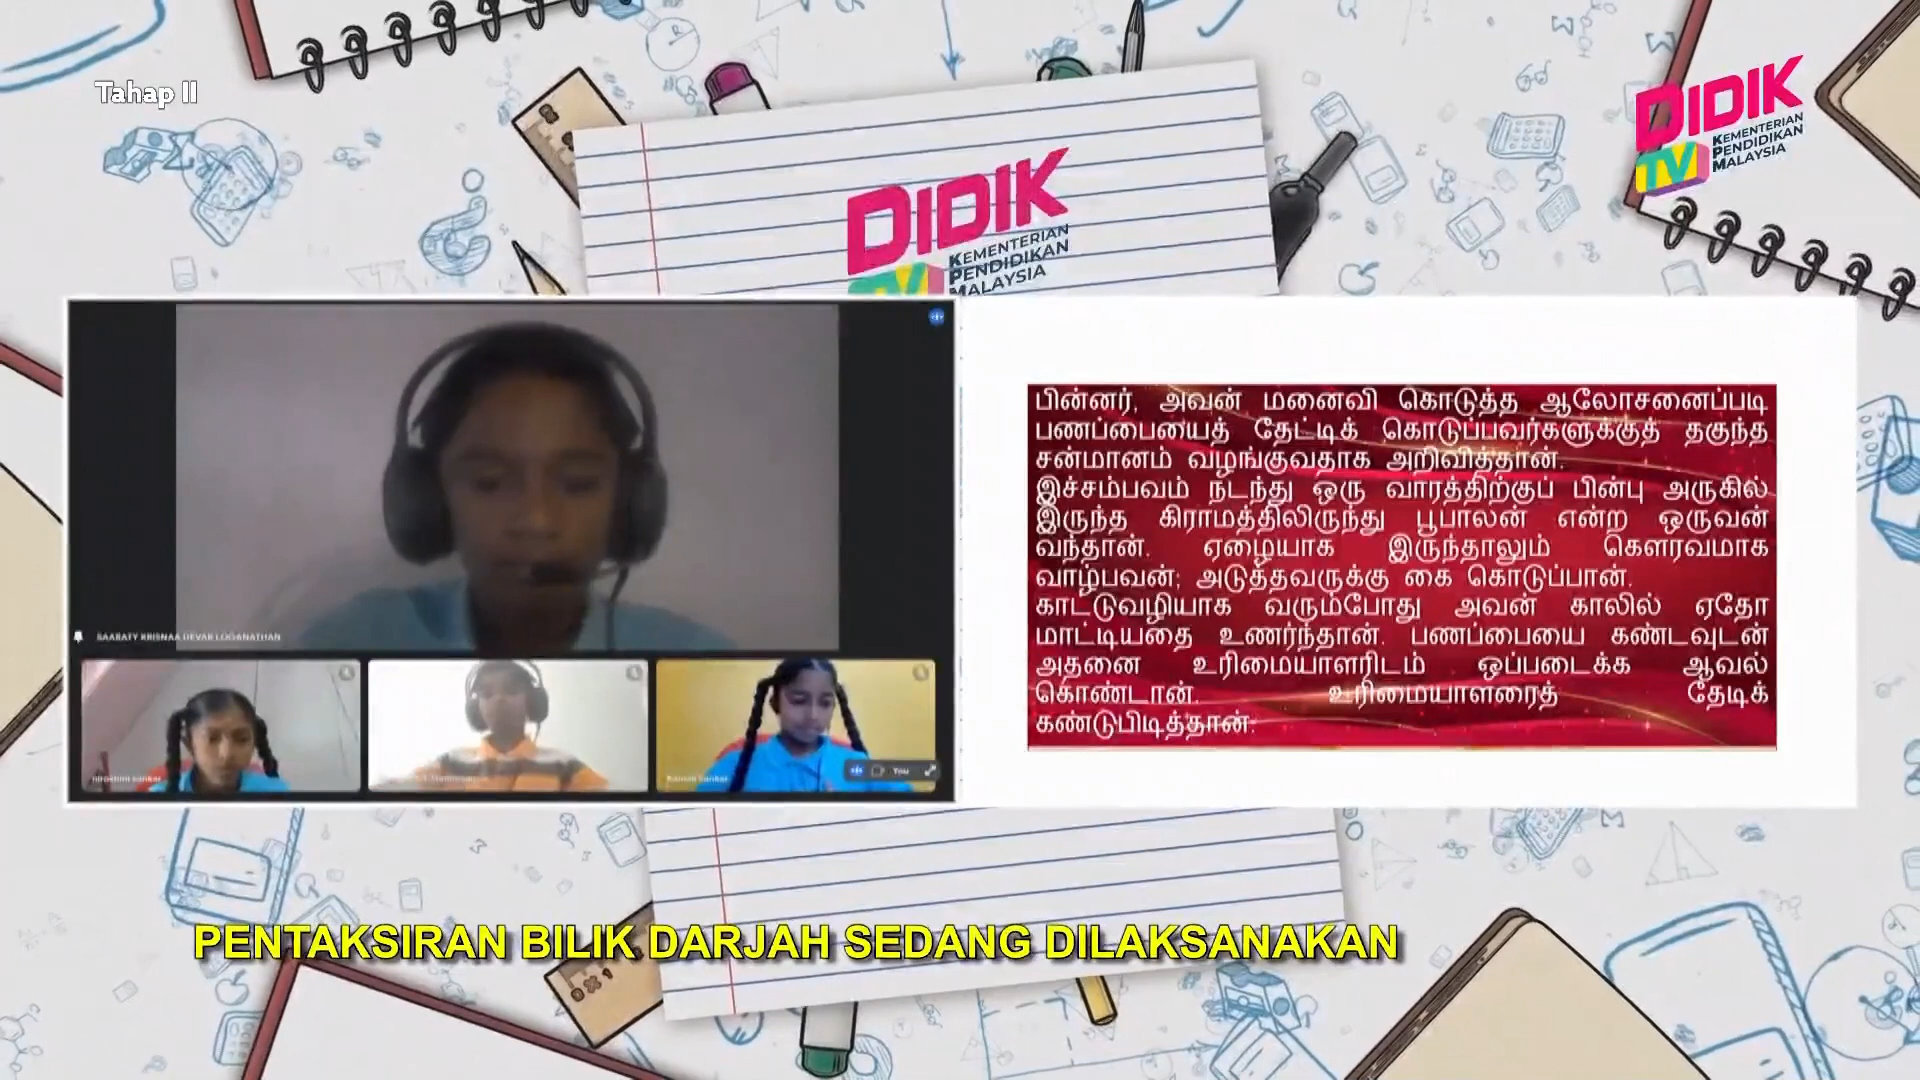 Tahap II
DIDIK
TV
KEMENTERIAN
PENDIDIKAN
MALAYSIA
DIDIK
TV
KEMENTERIAN
PENDIDIKAN
MALAYSIA
SAABATY KRISNAA DEVAR LOGANATHAN
You
பின்னர், அவன் மனைவி கொடுத்த ஆலோசனைப்படி
பணப்பையைத் தேட்டிக் கொடுப்பவர்களுக்குத் தகுந்த
சன்மானம் வழங்குவதாக அறிவித்தான்.
இச்சம்பவம் நடந்து ஒரு வாரத்திற்குப் பின்பு அருகில்
இருந்த கிராமத்திலிருந்து பூபாலன் என்ற ஒருவன்
வந்தான். ஏழையாக இருந்தாலும் கௌரவமாக
வாழ்பவன்; அடுத்தவருக்கு கை கொடுப்பான்.
காட்டுவழியாக வரும்போது அவன் காலில் ஏதோ
மாட்டியதை உணர்ந்தான். பணப்பையை கண்டவுடன்
அதனை உரிமையாளரிடம் ஒப்படைக்க ஆவல்
கொண்டான். உரிமையாளரைத் தேடிக்
கண்டுபிடித்தான்.
PENTAKSIRAN BILIK DARJAH SEDANG DILAKSANAKAN